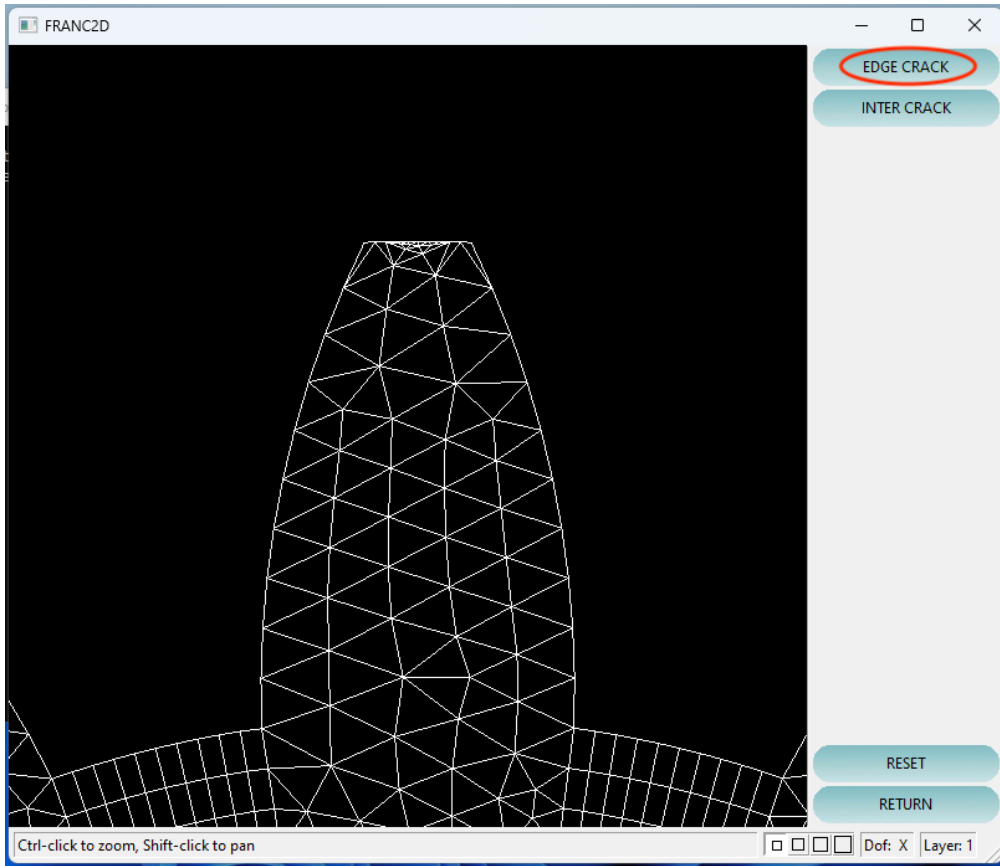 FRANC2D
EDGE CRACK
INTER CRACK
RESET
RETURN
Ctrl-click to zoom, Shift-click to pan
Dof: X
Layer: 1